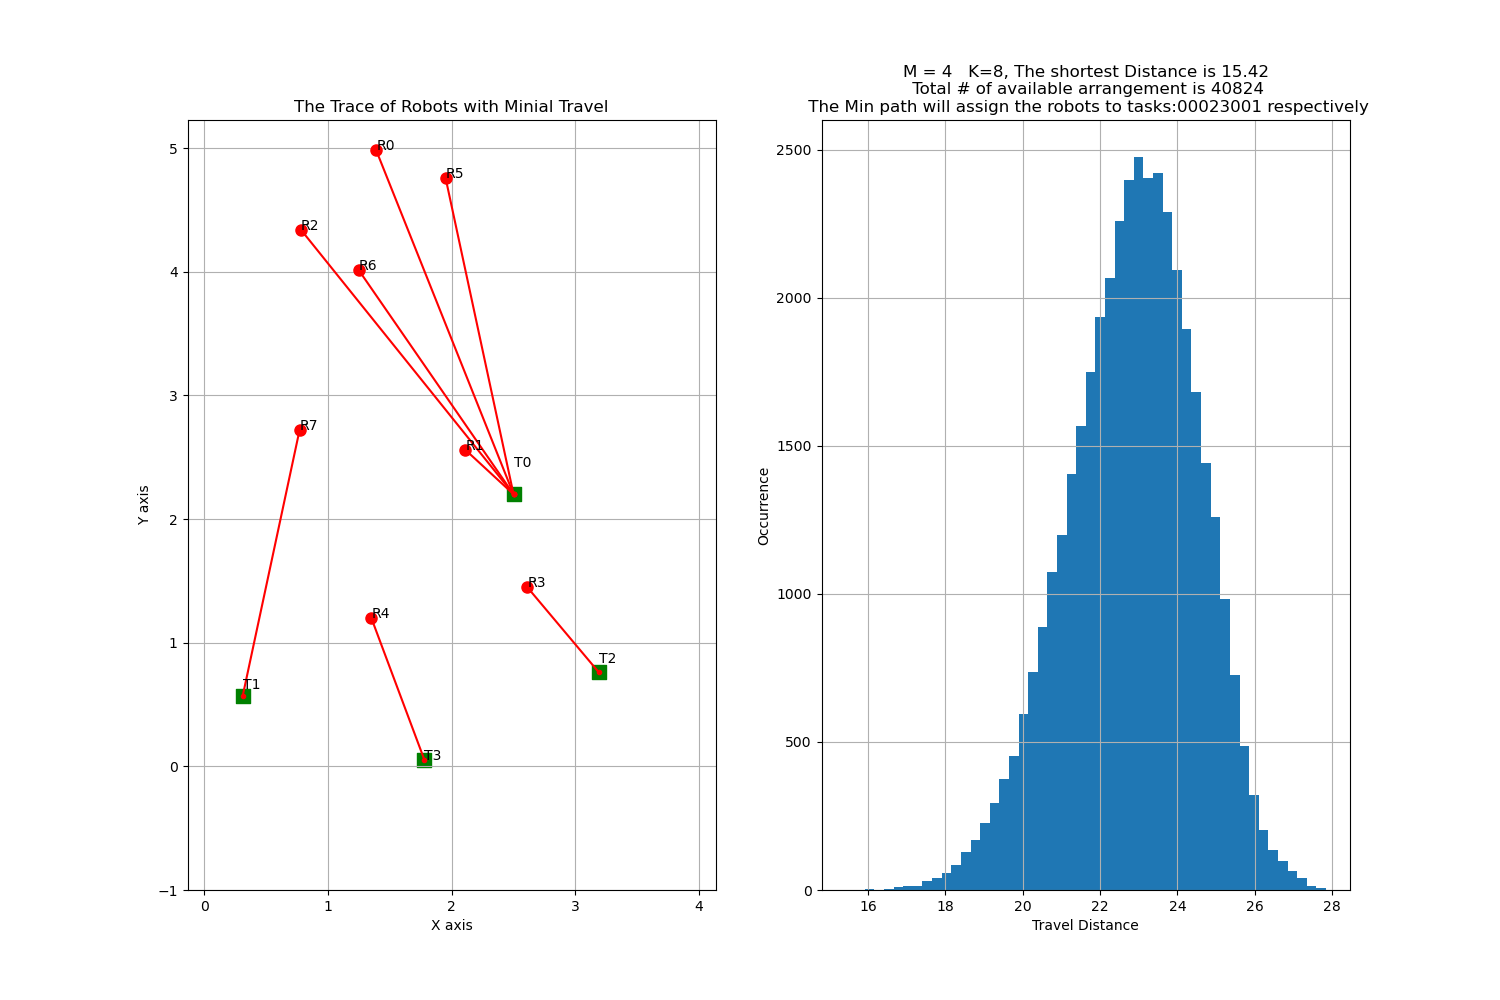 The Trace of Robots with Minial Travel
R0
R5
R2
R6
R7
R1
T0
R3
R4
T2
T1
T3
5
4
3
2
1
0
−1
Y axis
0 1 2 3 4
X axis
M = 4 K=8, The shortest Distance is 15.42
Total # of available arrangement is 40824
The Min path will assign the robots to tasks:00023001 respectively
2500
2000
1500
1000
500
0
Occurrence
16 18 20 22 24 26 28
Travel Distance